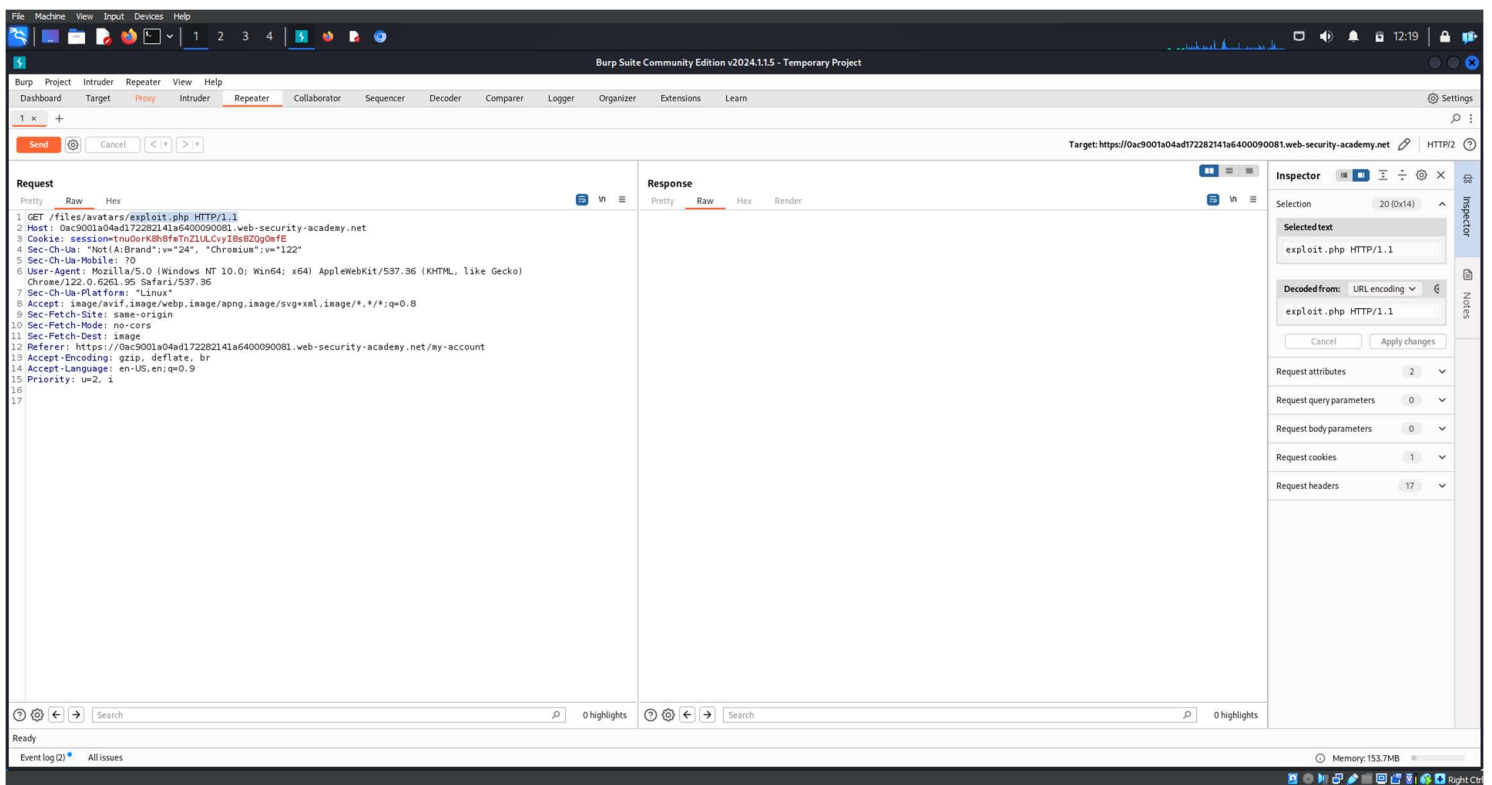 File Machine View Input Devices Help
1 2 3 4 12:19
Burp Suite Community Edition v2024.1.1.5 - Temporary Project
Burp Project Intruder Repeater View Help
Dashboard Target Proxy Intruder Repeater Collaborator Sequencer Decoder Comparer Logger Organizer Extensions Learn Settings
1 × +
Send Cancel < > Target: https://0ac9001a04ad172282141a6400090081.web-security-academy.net HTTP/2
Request
Pretty Raw Hex \n
1 GET /files/avatars/exploit.php HTTP/1.1
2 Host: 0ac9001a04ad172282141a6400090081.web-security-academy.net
3 Cookie: session=tnuOorK8h8fmTnZlULCvyI8s8ZQgOmfE
4 Sec-Ch-Ua: "Not(A:Brand";v="24", "Chromium";v="122"
5 Sec-Ch-Ua-Mobile: ?0
6 User-Agent: Mozilla/5.0 (Windows NT 10.0; Win64; x64) AppleWebKit/537.36 (KHTML, like Gecko)
Chrome/122.0.6261.95 Safari/537.36
7 Sec-Ch-Ua-Platform: "Linux"
8 Accept: image/avif,image/webp,image/apng,image/svg+xml,image/*,*/*;q=0.8
9 Sec-Fetch-Site: same-origin
10 Sec-Fetch-Mode: no-cors
11 Sec-Fetch-Dest: image
12 Referer: https://0ac9001a04ad172282141a6400090081.web-security-academy.net/my-account
13 Accept-Encoding: gzip, deflate, br
14 Accept-Language: en-US,en;q=0.9
15 Priority: u=2, i
16
17
Search 0 highlights
Response
Pretty Raw Hex Render \n
Search 0 highlights
Inspector
Selection 20 (0x14)
Selected text
exploit.php HTTP/1.1
Decoded from: URL encoding
exploit.php HTTP/1.1
Cancel Apply changes
Request attributes 2
Request query parameters 0
Request body parameters 0
Request cookies 1
Request headers 17
Inspector
Notes
Ready
Event log (2) All issues Memory: 153.7MB
Right Ctrl